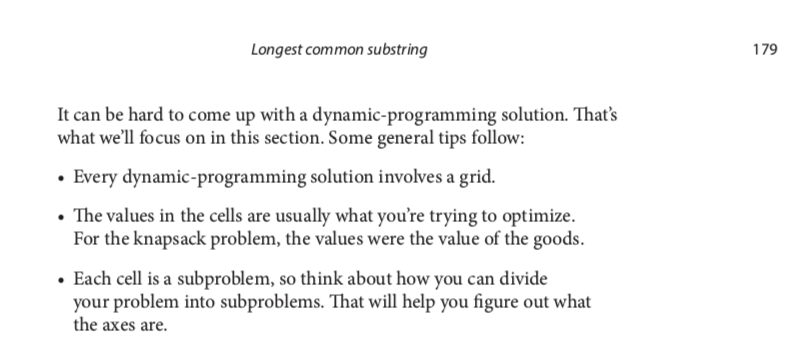 Longest common substring 179
It can be hard to come up with a dynamic-programming solution. That’s
what we’ll focus on in this section. Some general tips follow:
• Every dynamic-programming solution involves a grid.
• The values in the cells are usually what you’re trying to optimize.
For the knapsack problem, the values were the value of the goods.
• Each cell is a subproblem, so think about how you can divide
your problem into subproblems. That will help you figure out what
the axes are.